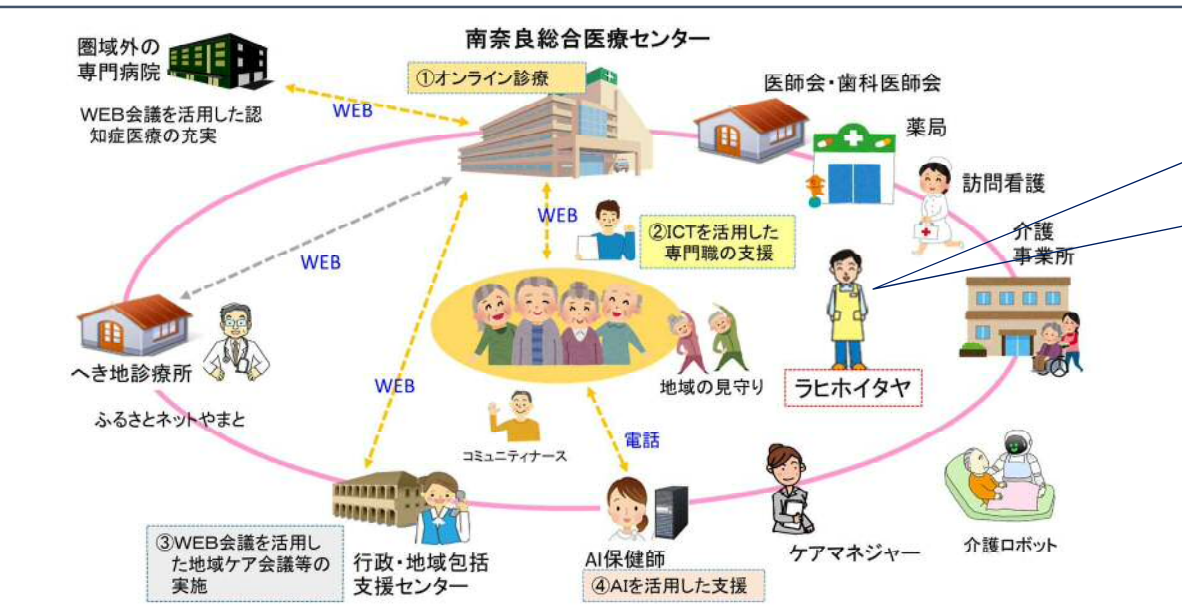 南奈良総合医療センター
圏域外の
専門病院
①オンライン診療
医師会・歯科医師会
WEB会議を活用した認
知症医療の充実
WEB
薬局
訪問看護
WEB
②ICTを活用した
専門職の支援
介護
事業所
WEB
へき地診療所
WEB
地域の見守り
ラヒホイタヤ
ふるさとネットやまと
コミュニティナース
電話
③WEB会議を活用し
た地域ケア会議等の
実施
行政・地域包括
支援センター
AI保健師
④AIを活用した支援
ケアマネジャー
介護ロボット